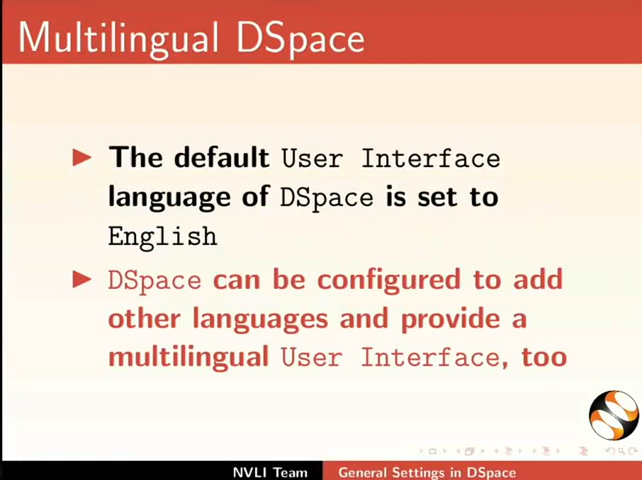 Multilingual DSpace
The default User Interface
language of DSpace is set to
English
DSpace can be configured to add
other languages and provide a
multilingual User Interface, too
NVLI Team General Settings in DSpace